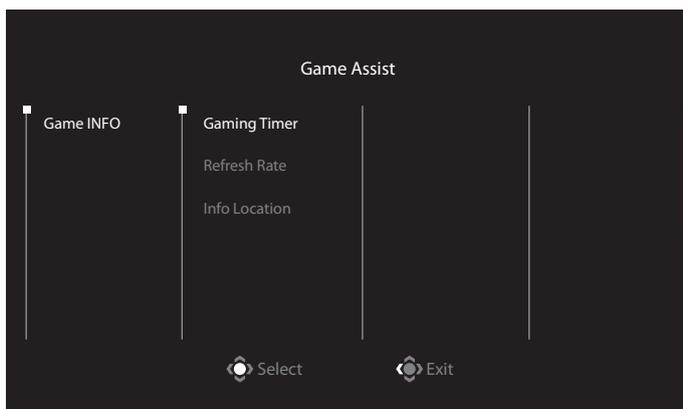 Game Assist
Game INFO
Gaming Timer
Refresh Rate
Info Location
Select
Exit